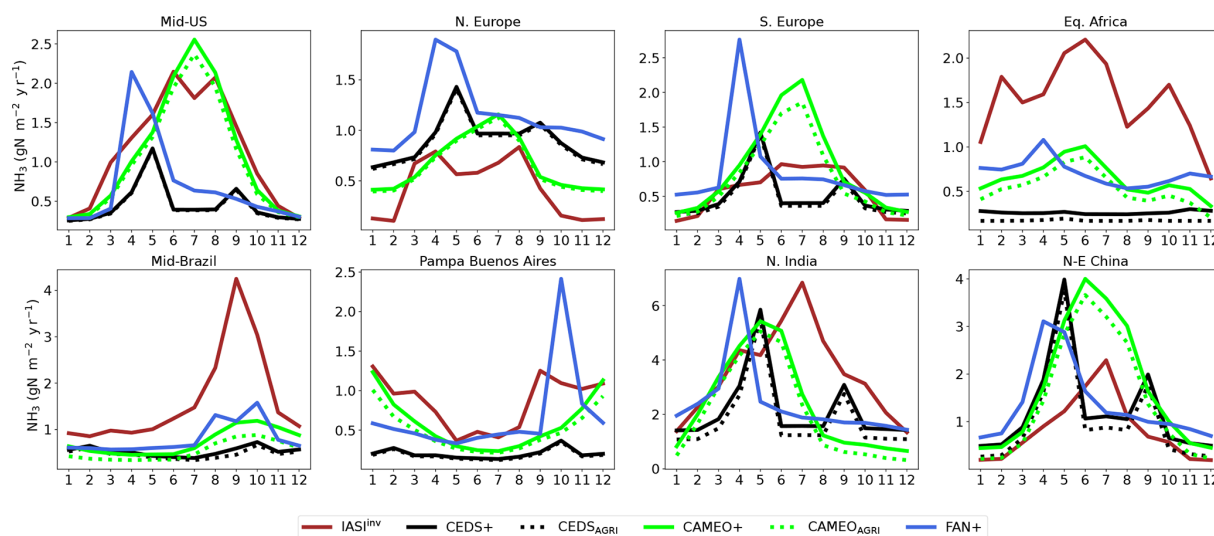 Mid-US
N. Europe
S. Europe
Eq. Africa
NH₃ (gN m⁻² yr⁻¹)
2.5
2.0
1.5
1.0
0.5
1 2 3 4 5 6 7 8 9 10 11 12
1.5
1.0
0.5
1 2 3 4 5 6 7 8 9 10 11 12
2.5
2.0
1.5
1.0
0.5
0.0
1 2 3 4 5 6 7 8 9 10 11 12
2.0
1.5
1.0
0.5
0.0
1 2 3 4 5 6 7 8 9 10 11 12
Mid-Brazil
Pampa Buenos Aires
N. India
N-E China
NH₃ (gN m⁻² yr⁻¹)
4
3
2
1
1 2 3 4 5 6 7 8 9 10 11 12
2.5
2.0
1.5
1.0
0.5
1 2 3 4 5 6 7 8 9 10 11 12
6
4
2
0
1 2 3 4 5 6 7 8 9 10 11 12
4
3
2
1
1 2 3 4 5 6 7 8 9 10 11 12
IASIⁱⁿᵛ CEDS+ CEDS_AGRI CAMEO+ CAMEO_AGRI FAN+